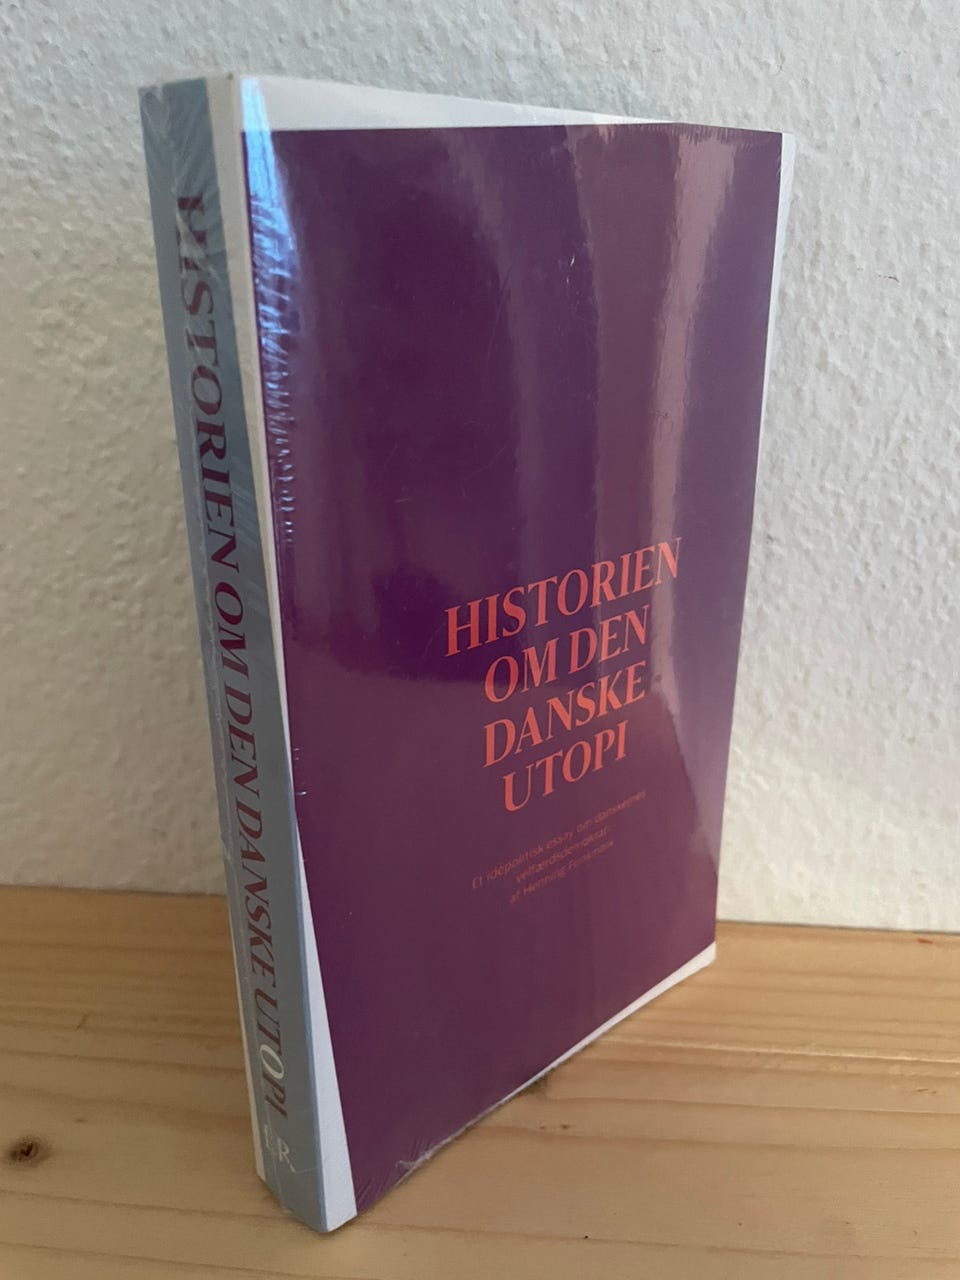 HISTORIEN OM DEN DANSKE UTOPI
HISTORIEN
OM DEN
DANSKE
UTOPI
Et idépolitisk essay om danskernes
velfærdsdemokrati
af Henning Fonsmark